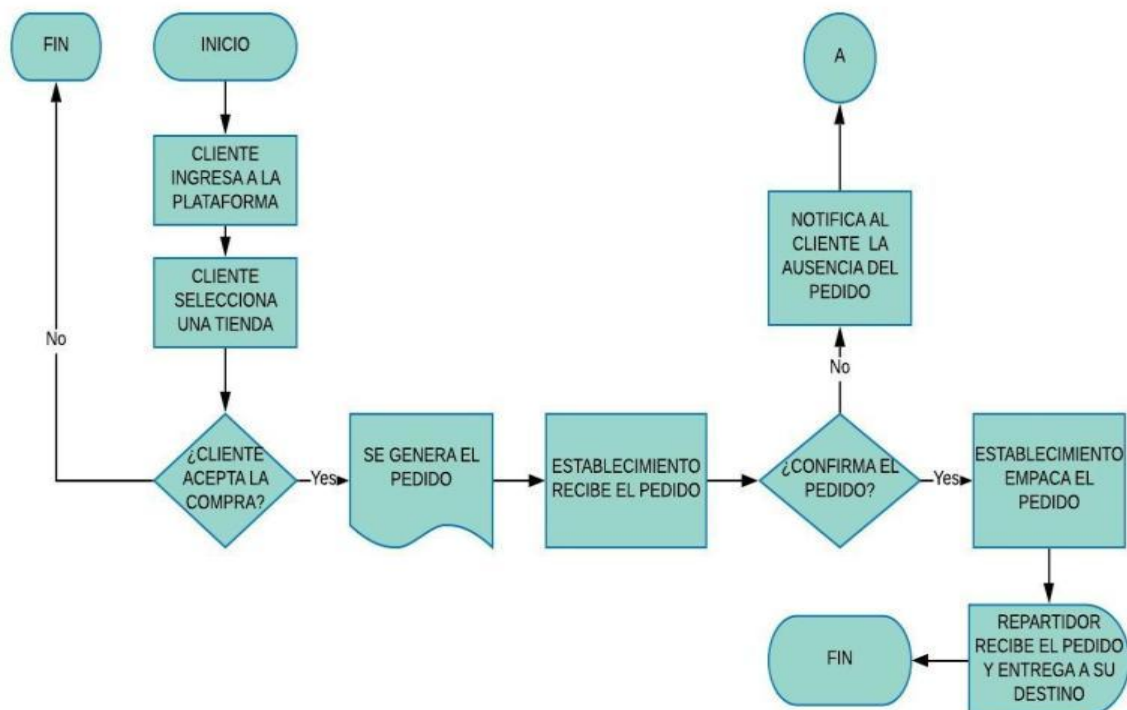 FIN
INICIO
A
CLIENTE
INGRESA A LA
PLATAFORMA
CLIENTE
SELECCIONA
UNA TIENDA
NOTIFICA AL
CLIENTE LA
AUSENCIA DEL
PEDIDO
No
No
¿CLIENTE
ACEPTA LA
COMPRA?
Yes
SE GENERA EL
PEDIDO
ESTABLECIMIENTO
RECIBE EL PEDIDO
¿CONFIRMA EL
PEDIDO?
Yes
ESTABLECIMIENTO
EMPACA EL
PEDIDO
REPARTIDOR
RECIBE EL PEDIDO
Y ENTREGA A SU
DESTINO
FIN